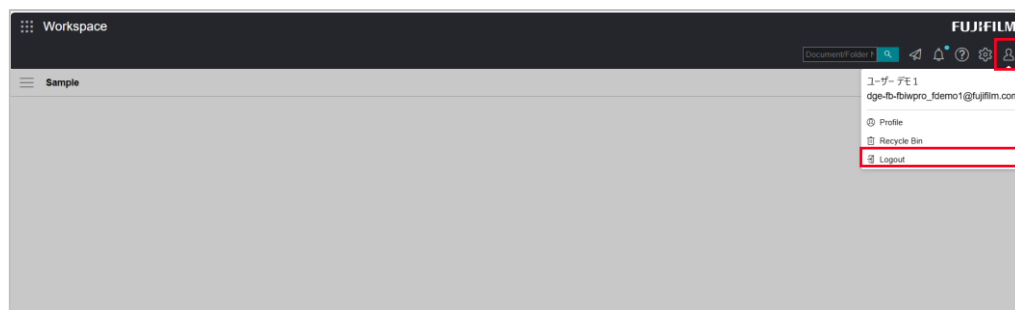 Workspace
FUJIFILM
Document/Folder N
Sample
ユーザー デモ 1
dge-fb-fbiwpro_fdemo1@fujifilm.com
Profile
Recycle Bin
Logout